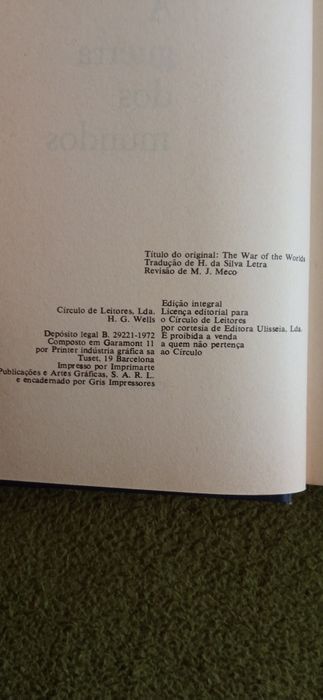 A
guerra
dos
mundos
Título do original: The War of the Worlds
Tradução de H. da Silva Letra
Revisão de M. J. Meco
Círculo de Leitores, Lda.
H. G. Wells
Depósito legal B. 29221-1972
Composto em Garamont 11
por Printer indústria gráfica sa
Tuset, 19 Barcelona
Impresso por Imprimarte
Publicações e Artes Gráficas, S. A. R. L.
e encadernado por Gris Impressores
Edição integral
Licença editorial para
o Círculo de Leitores
por cortesia de Editora Ulisseia, Lda.
É proibida a venda
a quem não pertença
ao Círculo